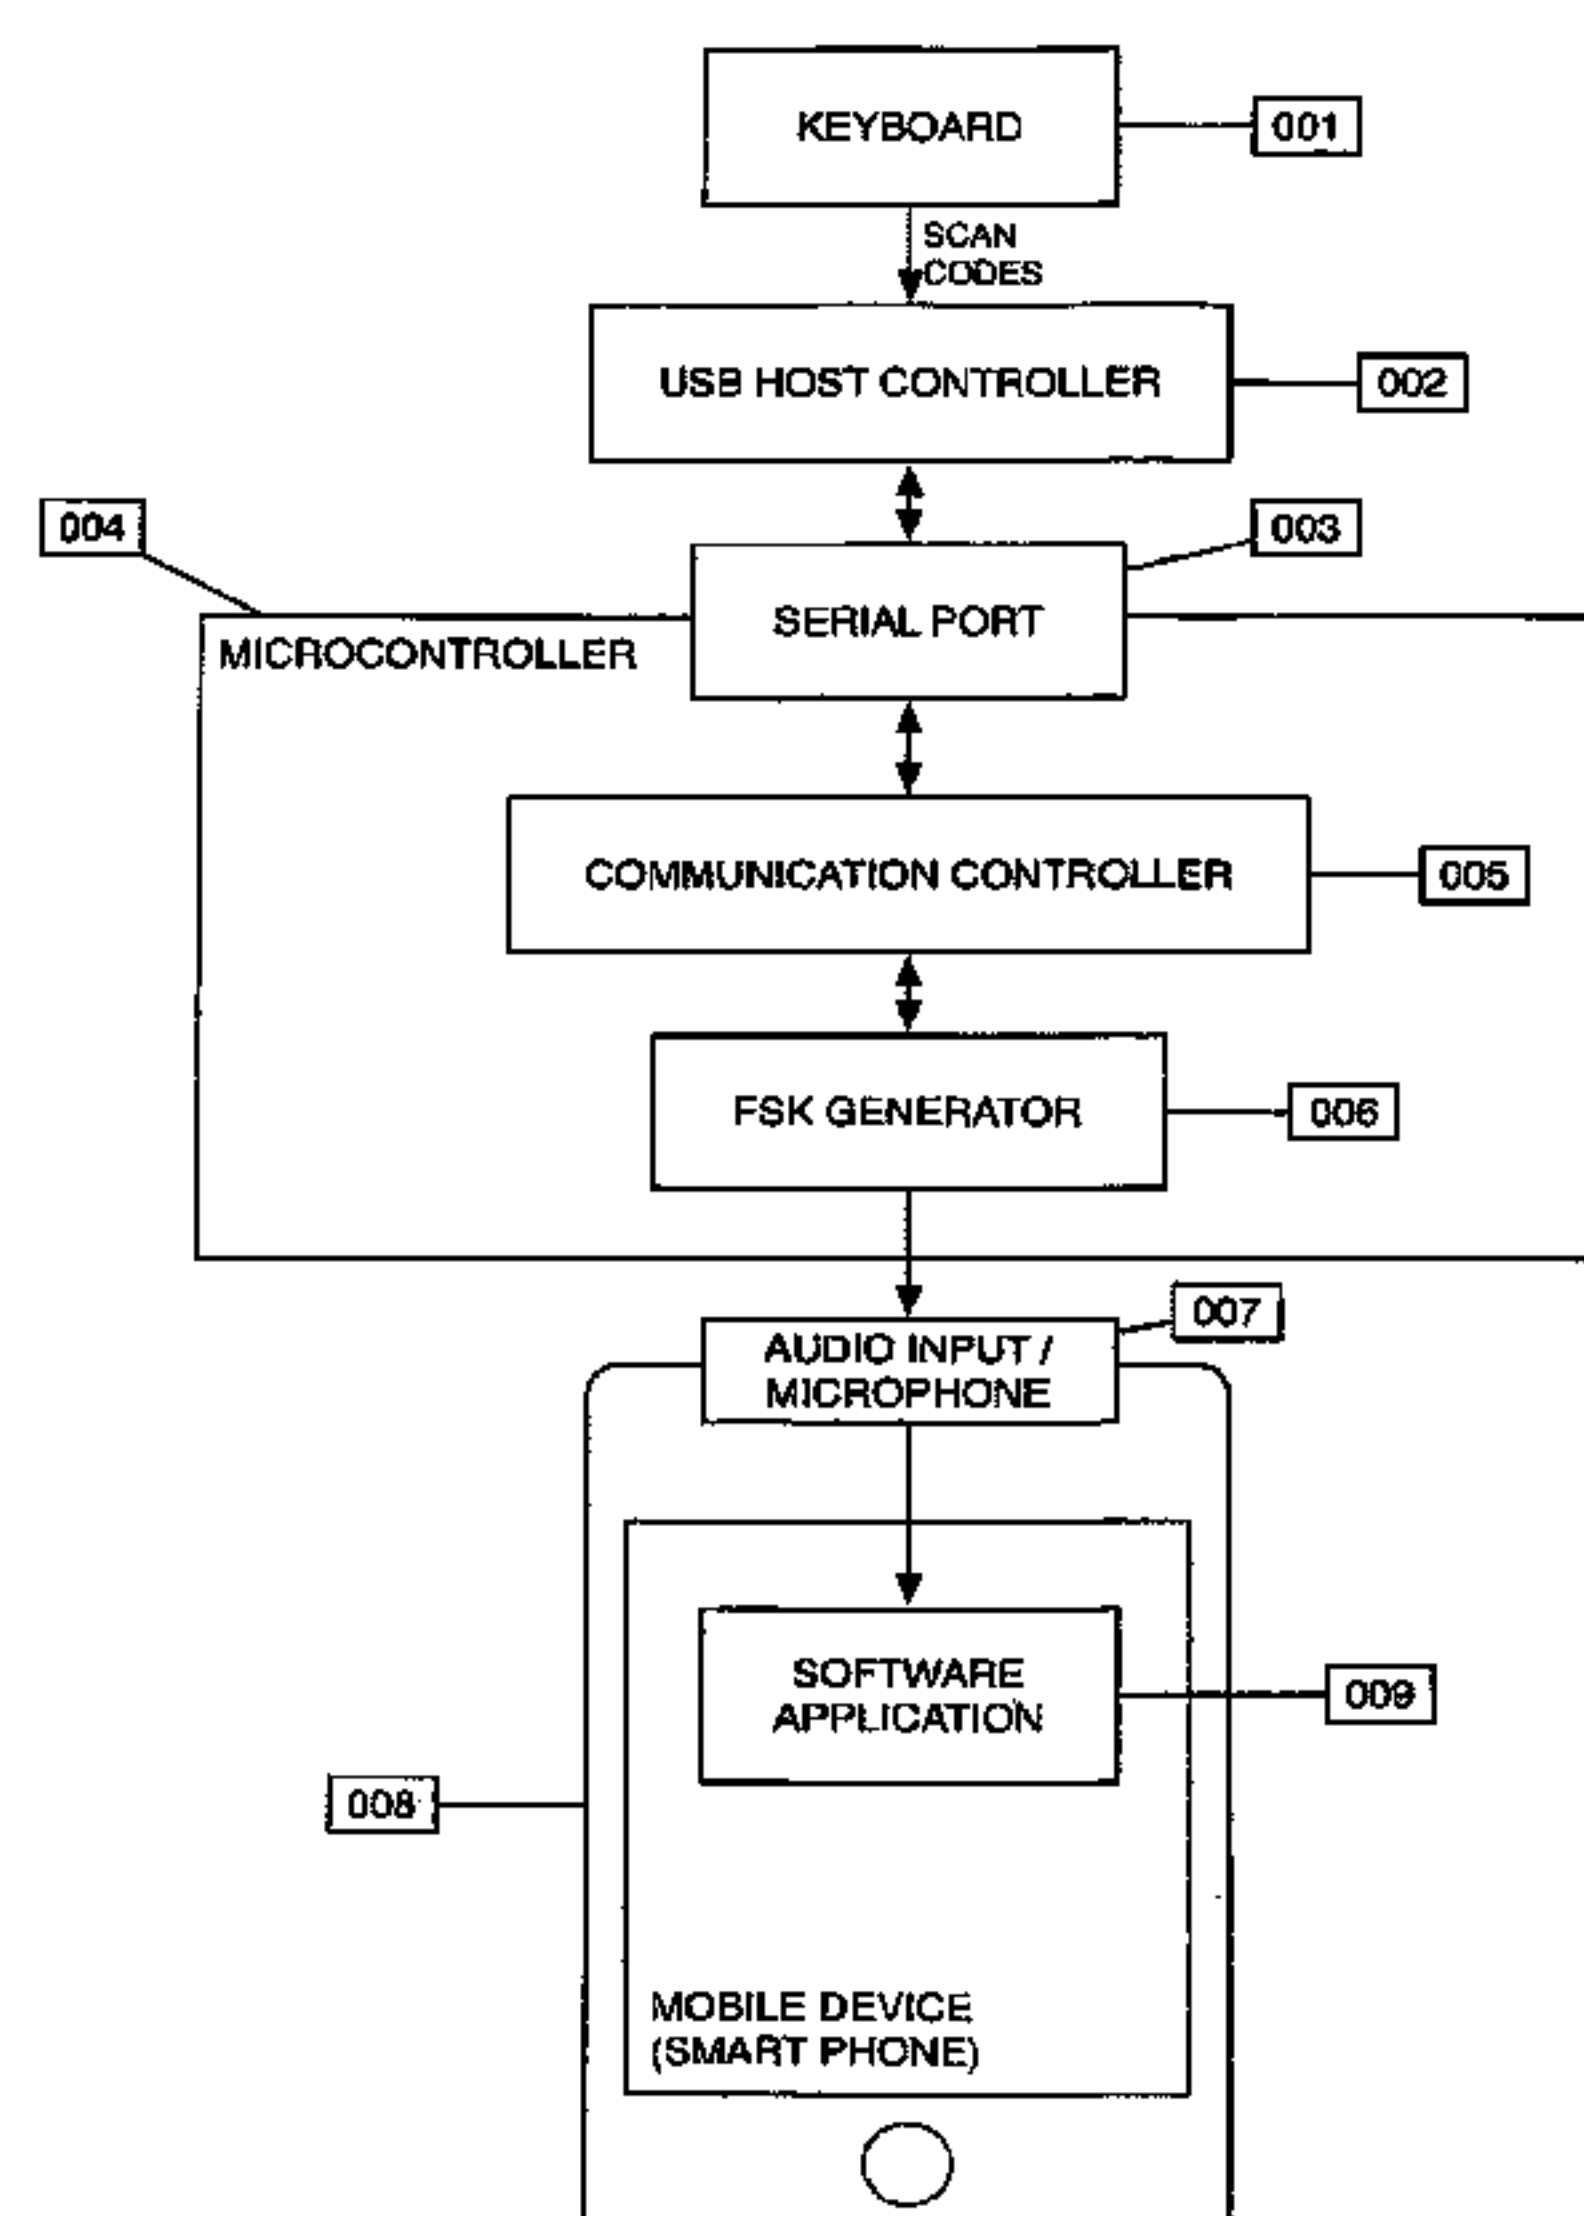 KEYBOARD
001
SCAN
CODES
USB HOST CONTROLLER
002
004
003
SERIAL PORT
MICROCONTROLLER
COMMUNICATION CONTROLLER
005
FSK GENERATOR
006
007
AUDIO INPUT /
MICROPHONE
SOFTWARE
APPLICATION
009
008
MOBILE DEVICE
(SMART PHONE)